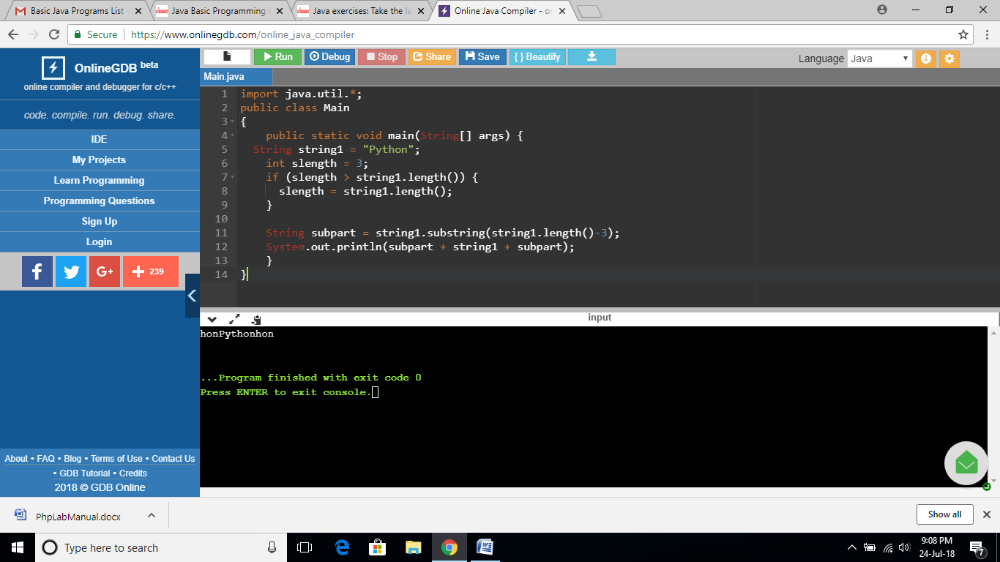 Basic Java Programs List
Java Basic Programming
Java exercises: Take the la
Online Java Compiler - on
Secure
https://www.onlinegdb.com/online_java_compiler
OnlineGDB beta
online compiler and debugger for c/c++
code. compile. run. debug. share.
IDE
My Projects
Learn Programming
Programming Questions
Sign Up
Login
f
G+
+ 239
About • FAQ • Blog • Terms of Use • Contact Us
• GDB Tutorial • Credits
2018 © GDB Online
Run Debug Stop Share Save { } Beautify
Language Java
Main.java
1 import java.util.*;
2 public class Main
3 {
4 public static void main(String[] args) {
5 String string1 = "Python";
6 int slength = 3;
7 if (slength > string1.length()) {
8 slength = string1.length();
9 }
10
11 String subpart = string1.substring(string1.length()-3);
12 System.out.println(subpart + string1 + subpart);
13 }
14 }
input
honPythonhon
...Program finished with exit code 0
Press ENTER to exit console.
PhpLabManual.docx
Show all
Type here to search
9:08 PM
24-Jul-18
7